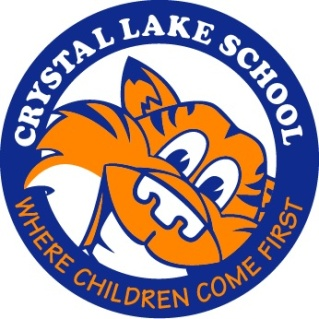 CRYSTAL LAKE SCHOOL
WHERE CHILDREN COME FIRST